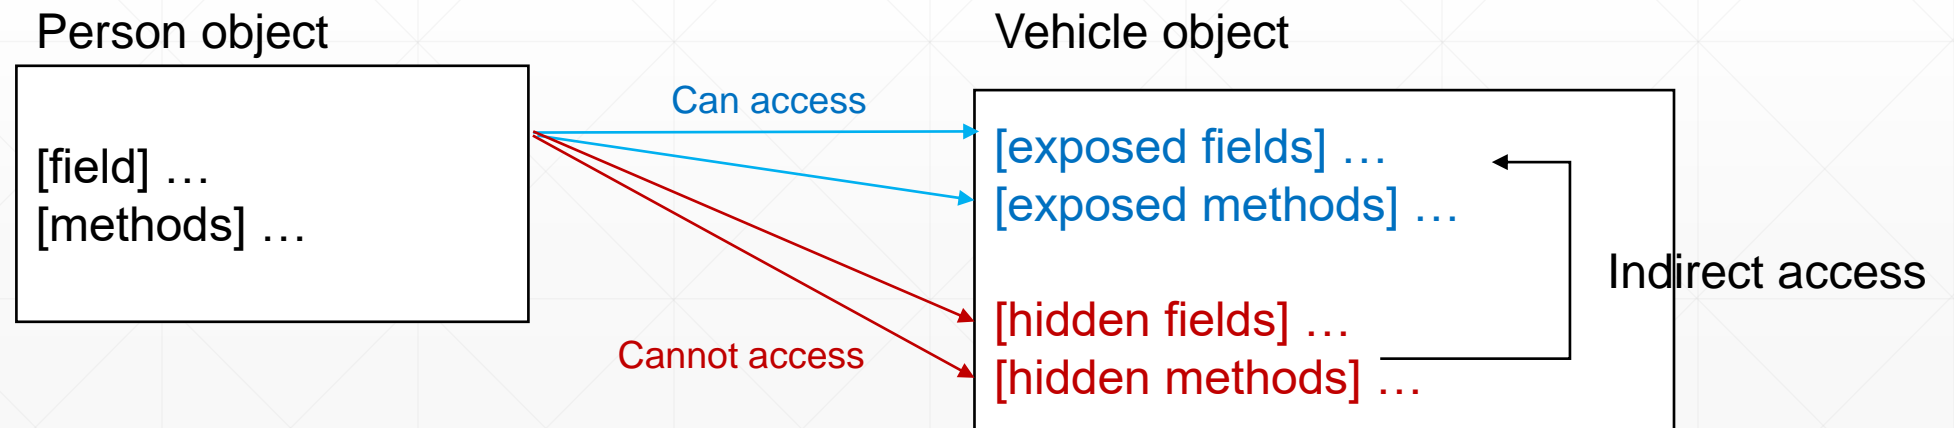 Person object
[field] …
[methods] …
Can access
Cannot access
Vehicle object
[exposed fields] …
[exposed methods] …
[hidden fields] …
[hidden methods] …
Indirect access